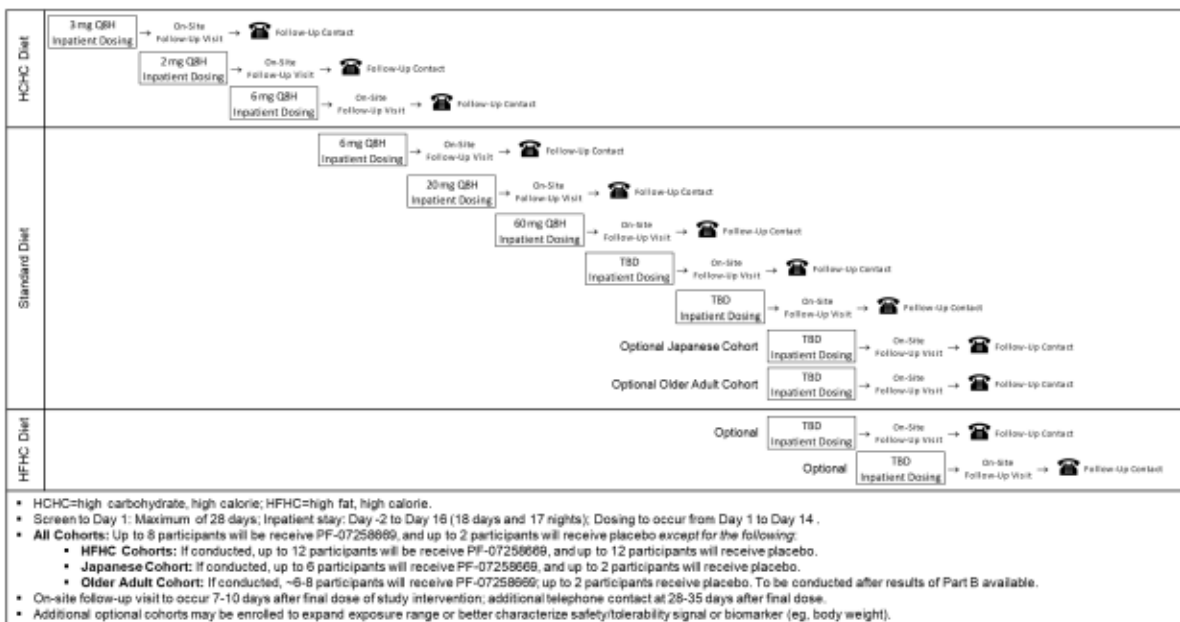 HCHC Diet
3 mg Q8H
Inpatient Dosing
On-Site
Follow-Up Visit
Follow-Up Contact
2 mg Q8H
Inpatient Dosing
On-Site
Follow-Up Visit
Follow-Up Contact
6 mg Q8H
Inpatient Dosing
On-Site
Follow-Up Visit
Follow-Up Contact
Standard Diet
6 mg Q8H
Inpatient Dosing
On-Site
Follow-Up Visit
Follow-Up Contact
20 mg Q8H
Inpatient Dosing
On-Site
Follow-Up Visit
Follow-Up Contact
60 mg Q8H
Inpatient Dosing
On-Site
Follow-Up Visit
Follow-Up Contact
TBD
Inpatient Dosing
On-Site
Follow-Up Visit
Follow-Up Contact
TBD
Inpatient Dosing
On-Site
Follow-Up Visit
Follow-Up Contact
Optional Japanese Cohort
TBD
Inpatient Dosing
On-Site
Follow-Up Visit
Follow-Up Contact
Optional Older Adult Cohort
TBD
Inpatient Dosing
On-Site
Follow-Up Visit
Follow-Up Contact
HFHC Diet
Optional
TBD
Inpatient Dosing
On-Site
Follow-Up Visit
Follow-Up Contact
Optional
TBD
Inpatient Dosing
On-Site
Follow-Up Visit
Follow-Up Contact
▪ HCHC=high carbohydrate, high calorie; HFHC=high fat, high calorie.
▪ Screen to Day 1: Maximum of 28 days; Inpatient stay: Day -2 to Day 16 (18 days and 17 nights); Dosing to occur from Day 1 to Day 14 .
▪ All Cohorts: Up to 8 participants will be receive PF-07258669, and up to 2 participants will receive placebo except for the following:
▪ HFHC Cohorts: If conducted, up to 12 participants will be receive PF-07258669, and up to 12 participants will receive placebo.
▪ Japanese Cohort: If conducted, up to 6 participants will receive PF-07258669, and up to 2 participants will receive placebo.
▪ Older Adult Cohort: If conducted, ~6-8 participants will receive PF-07258669; up to 2 participants receive placebo. To be conducted after results of Part B available.
▪ On-site follow-up visit to occur 7-10 days after final dose of study intervention; additional telephone contact at 28-35 days after final dose.
▪ Additional optional cohorts may be enrolled to expand exposure range or better characterize safety/tolerability signal or biomarker (eg, body weight).